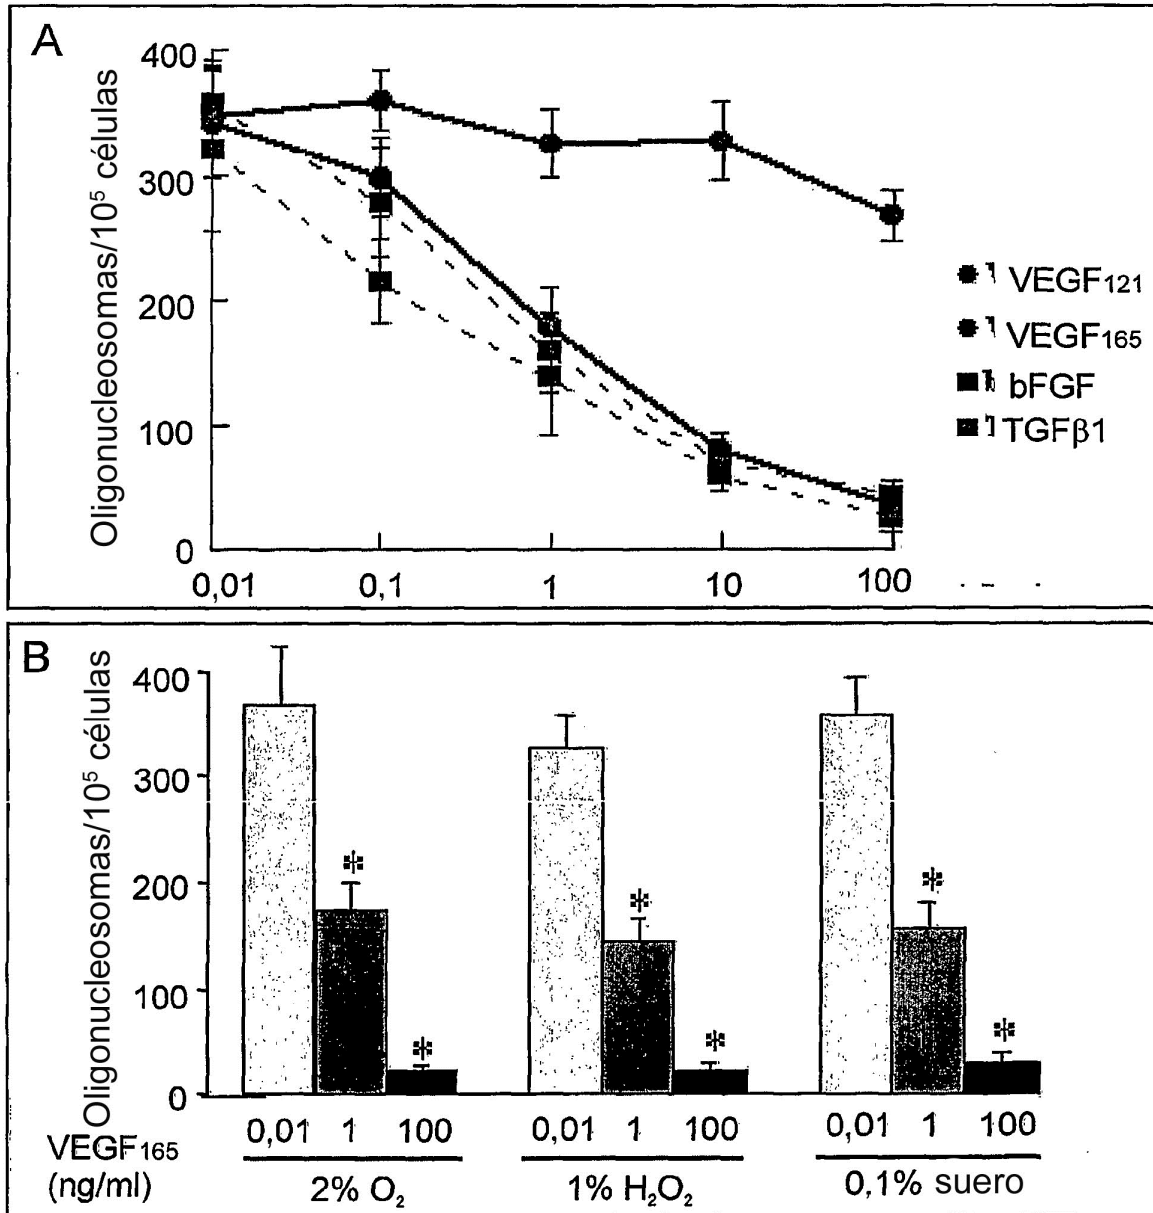 A
Oligonucleosomas/10⁵ células
400
300
200
100
0
0,01 0,1 1 10 100
VEGF₁₂₁
VEGF₁₆₅
bFGF
TGFβ1
B
Oligonucleosomas/10⁵ células
400
300
200
100
0
* * * * * *
VEGF₁₆₅
(ng/ml)
0,01 1 100 0,01 1 100 0,01 1 100
2% O₂ 1% H₂O₂ 0,1% suero